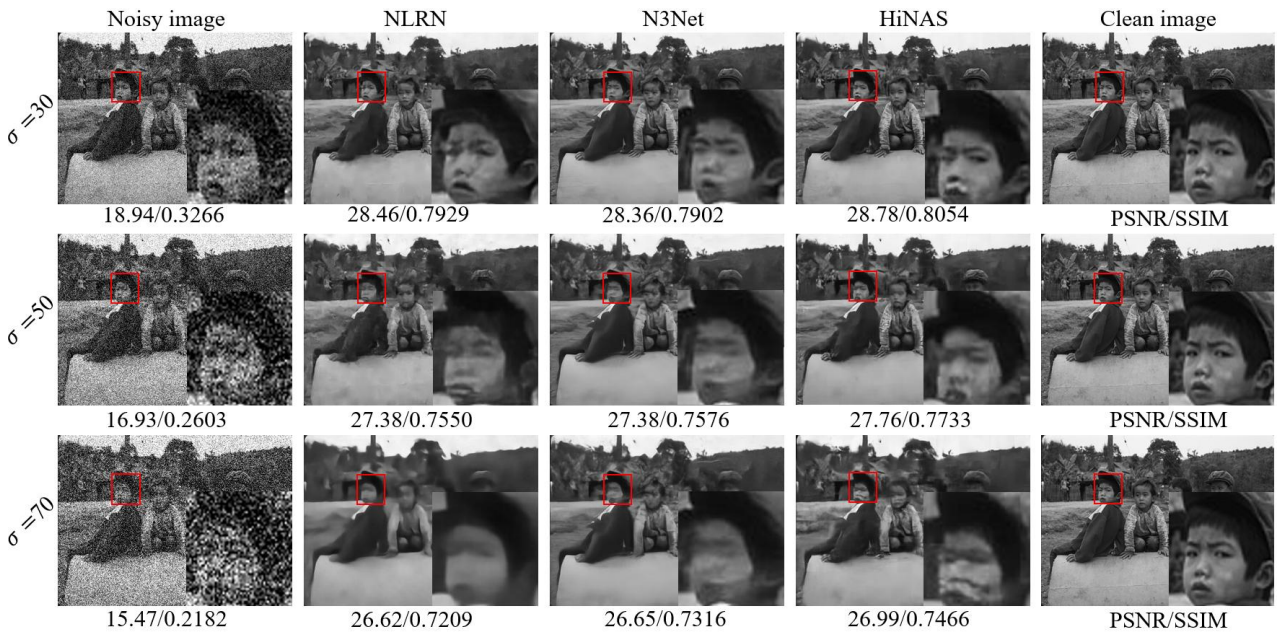 Noisy image NLRN N3Net HiNAS Clean image
σ =30
18.94/0.3266 28.46/0.7929 28.36/0.7902 28.78/0.8054 PSNR/SSIM
σ =50
16.93/0.2603 27.38/0.7550 27.38/0.7576 27.76/0.7733 PSNR/SSIM
σ =70
15.47/0.2182 26.62/0.7209 26.65/0.7316 26.99/0.7466 PSNR/SSIM